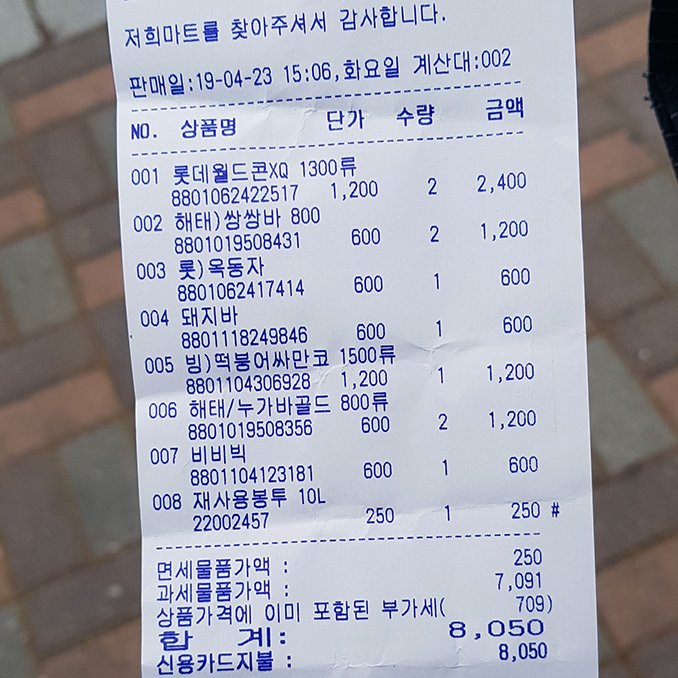 저희마트를 찾아주셔서 감사합니다.
판매일:19-04-23 15:06,화요일 계산대:002
NO. 상품명 단가 수량 금액
001 롯데월드콘XQ 1300류
8801062422517 1,200 2 2,400
002 해태)쌍쌍바 800
8801019508431 600 2 1,200
003 롯)옥동자
8801062417414 600 1 600
004 돼지바
8801118249846 600 1 600
005 빙)떡붕어싸만코 1500류
8801104306928 1,200 1 1,200
006 해태/누가바골드 800류
8801019508356 600 2 1,200
007 비비빅
8801104123181 600 1 600
008 재사용봉투 10L
22002457 250 1 250 #
면세물품가액 : 250
과세물품가액 : 7,091
상품가격에 이미 포함된 부가세( 709)
합 계: 8,050
신용카드지불 : 8,050